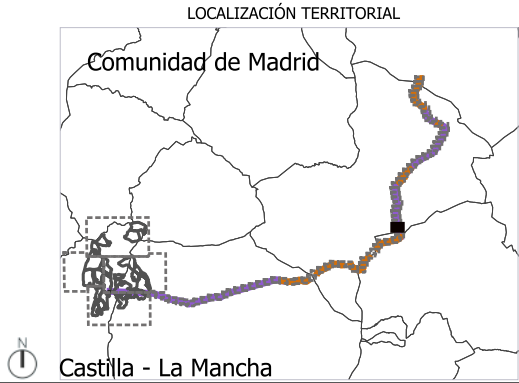 LOCALIZACIÓN TERRITORIAL
Comunidad de Madrid
N
Castilla - La Mancha